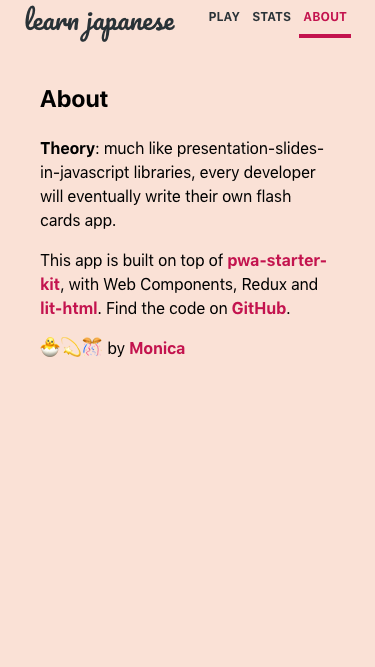 learn japanese
PLAY STATS ABOUT
About
Theory: much like presentation-slides-
in-javascript libraries, every developer
will eventually write their own flash
cards app.
This app is built on top of pwa-starter-
kit, with Web Components, Redux and
lit-html. Find the code on GitHub.
🐣💫🎊 by Monica